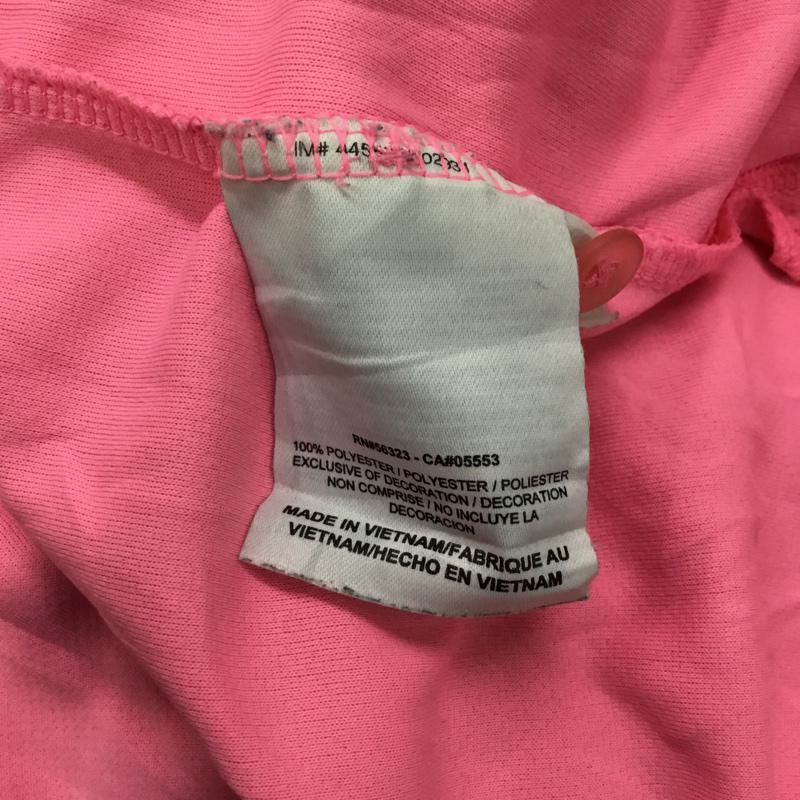 IM#
RN#56323 - CA#05553
100% POLYESTER / POLYESTER / POLIESTER
EXCLUSIVE OF DECORATION / DECORATION
NON COMPRISE / NO INCLUYE LA
DECORACION
MADE IN VIETNAM/FABRIQUE AU
VIETNAM/HECHO EN VIETNAM